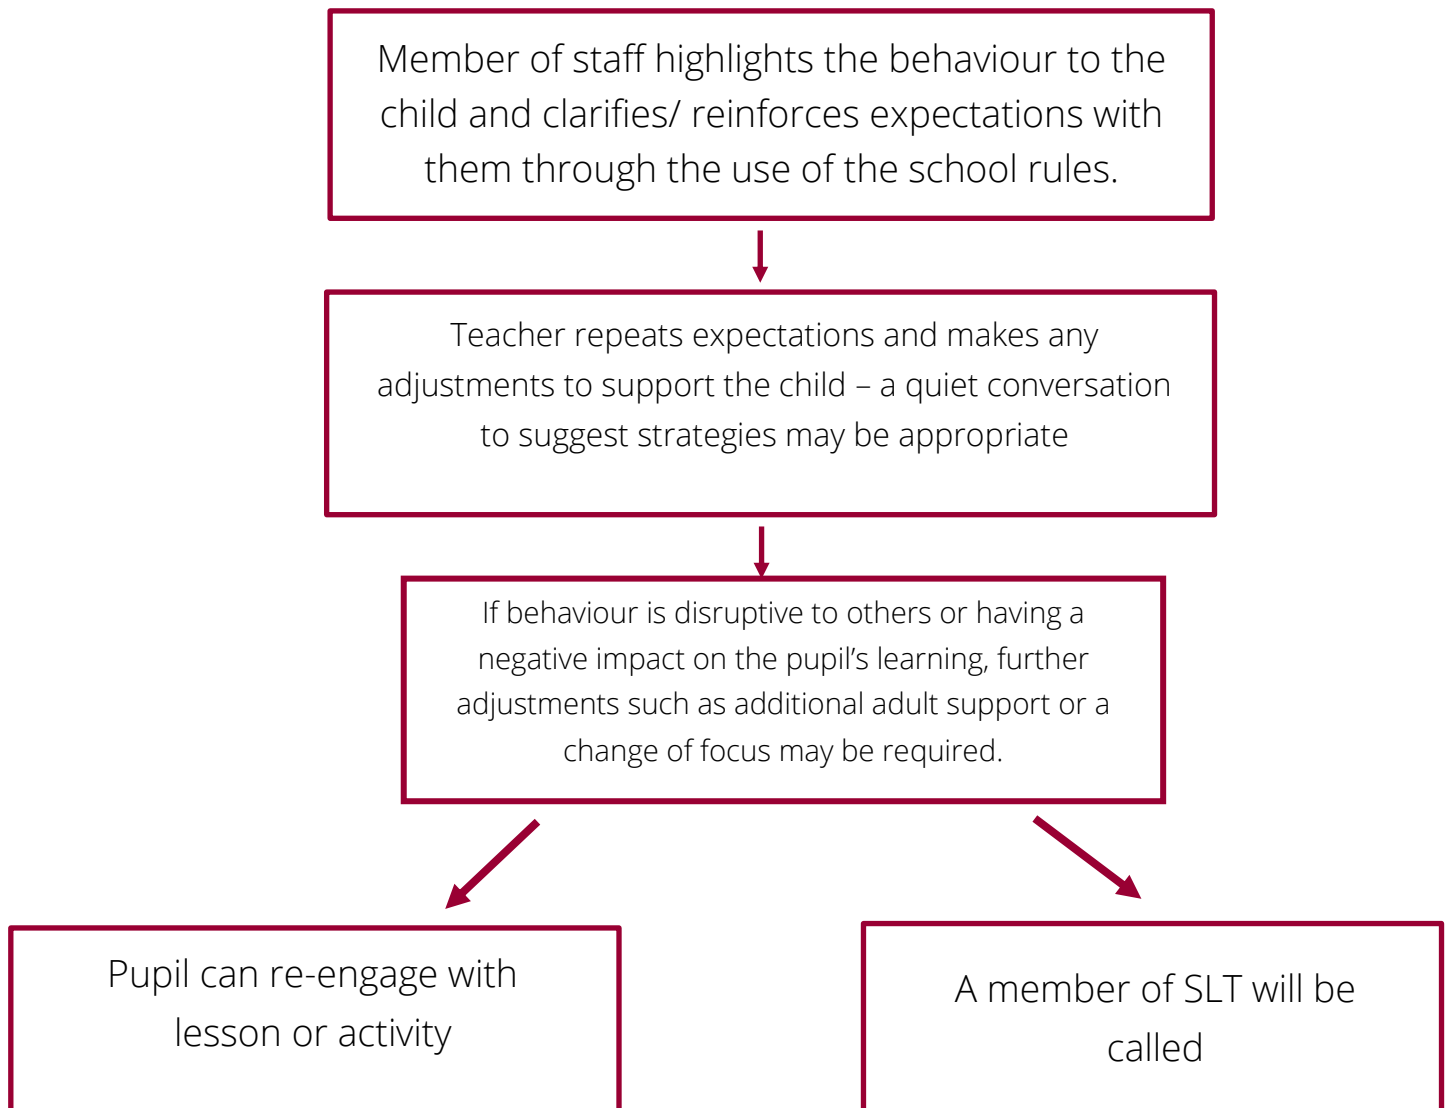 Member of staff highlights the behaviour to the
child and clarifies/ reinforces expectations with
them through the use of the school rules.
Teacher repeats expectations and makes any
adjustments to support the child – a quiet conversation
to suggest strategies may be appropriate
If behaviour is disruptive to others or having a
negative impact on the pupil’s learning, further
adjustments such as additional adult support or a
change of focus may be required.
Pupil can re-engage with
lesson or activity
A member of SLT will be
called